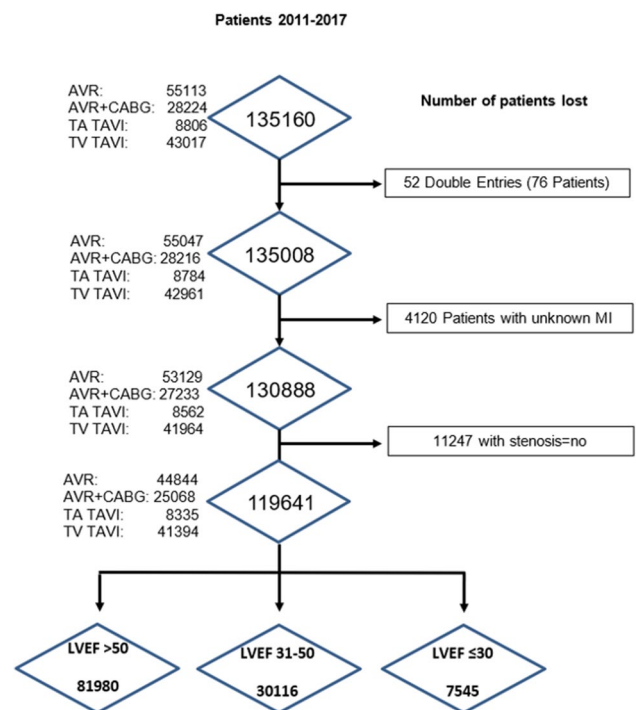 Patients 2011-2017
AVR: 55113
AVR+CABG: 28224
TA TAVI: 8806
TV TAVI: 43017
135160
Number of patients lost
52 Double Entries (76 Patients)
AVR: 55047
AVR+CABG: 28216
TA TAVI: 8784
TV TAVI: 42961
135008
4120 Patients with unknown MI
AVR: 53129
AVR+CABG: 27233
TA TAVI: 8562
TV TAVI: 41964
130888
11247 with stenosis=no
AVR: 44844
AVR+CABG: 25068
TA TAVI: 8335
TV TAVI: 41394
119641
LVEF >50
81980
LVEF 31-50
30116
LVEF ≤30
7545